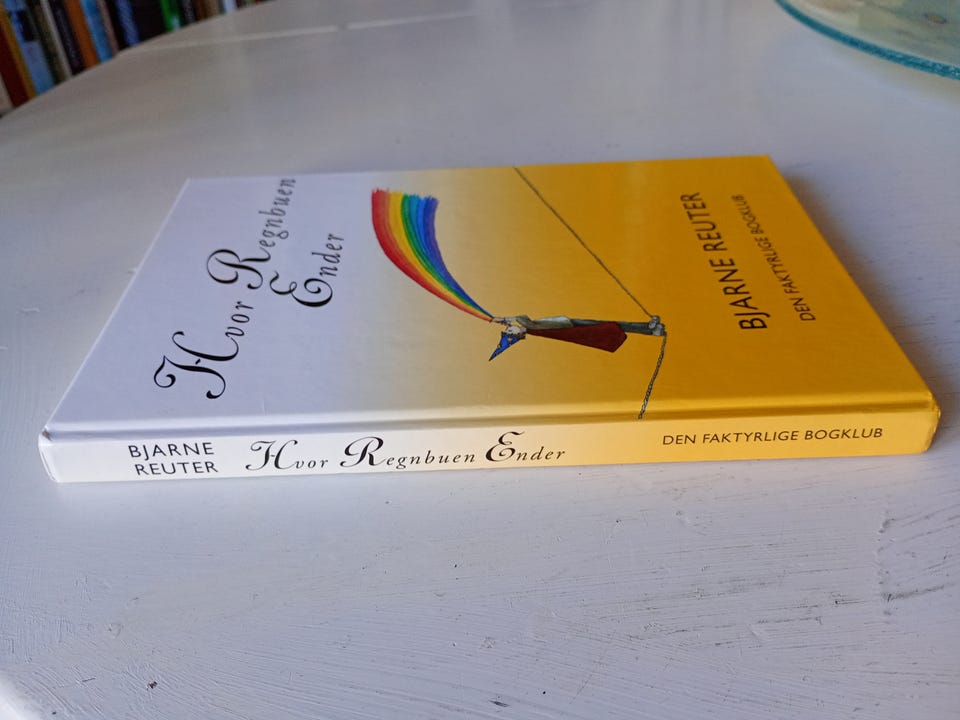 Hvor Regnbuen
Ender
BJARNE REUTER
DEN FAKTYRLIGE BOGKLUB
BJARNE
REUTER
Hvor Regnbuen Ender
DEN FAKTYRLIGE BOGKLUB